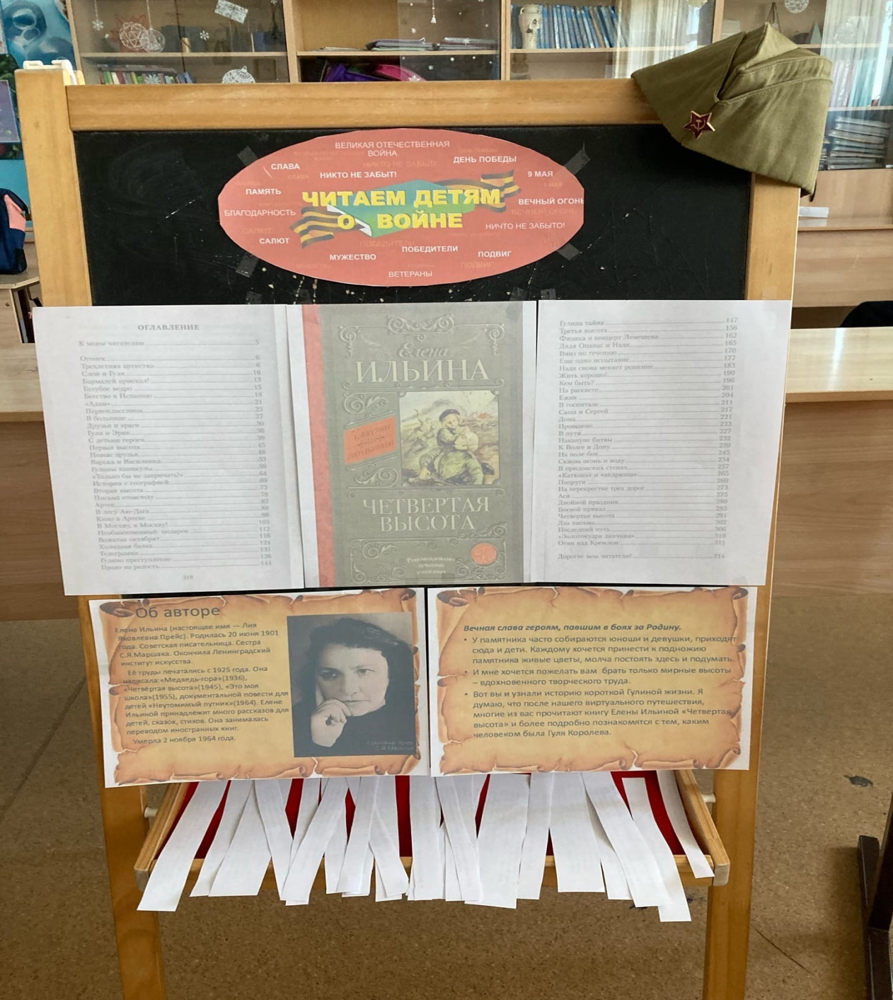 ВЕЛИКАЯ ОТЕЧЕСТВЕННАЯ
ВОЙНА
СЛАВА
ДЕНЬ ПОБЕДЫ
НИКТО НЕ ЗАБЫТ!
9 МАЯ
ПАМЯТЬ
ЧИТАЕМ ДЕТЯМ
О ВОЙНЕ
ВЕЧНЫЙ ОГОНЬ
БЛАГОДАРНОСТЬ
НИЧТО НЕ ЗАБЫТО!
САЛЮТ
ПОБЕДИТЕЛИ
МУЖЕСТВО
ПОДВИГ
ВЕТЕРАНЫ
ОГЛАВЛЕНИЕ
К моим читателям 5
Огонек 6
Трехлетняя артистка 6
Слон и Гуля 10
Бармалей приехал! 13
Голубое ведро 15
Бегство в Испанию 18
21
Первоклассница 25
В больнице 27
Друзья и враги 30
Гуля и Эрик 36
С детьми героев 39
Первая высота 45
Новые друзья 48
Варька и Василинка 53
Гулины каникулы 59
«Только бы не закричать!» 64
История с географией 69
Вторая высота 72
Письма отовсюду 78
Артек 82
В лесу Аю-Дага 88
Кино в Артеке 98
В Москву, в Москву! 105
Необыкновенный подарок 112
Вожатая октябрят 116
Холодная балка 124
Телеграмма 131
Гулино преступление 136
Право на радость 144
318
Елена
ИЛЬИНА
ЧЕТВЕРТАЯ
ВЫСОТА
Гулина тайна 147
Третья высота 156
Физика и концерт Лемешева 162
Дядя Опанас и Надя 165
Вниз по течению 170
Еще одно испытание 177
Надя снова меняет решение 183
Жить хорошо! 190
Кем быть? 196
На рассвете 201
Ежик 204
В госпитале 211
Саша и Сергей 217
Дома 221
Прощание 223
В пути 227
Накануне битвы 232
К Волге и Дону 239
На поле боя 245
Сквозь огонь и воду 254
В придонских степях 257
«Катюша» и «андрюша» 265
Подруги 269
На перекрестке трех дорог 273
Ася 275
Двойной праздник 280
Боевой приказ 285
Четвертая высота 291
Два письма 302
Последний путь 306
«Золотокудра дивчина» 310
Огни над Кремлем 311
Дорогие мои читатели! 314
Об авторе
Елена Ильина (настоящее имя — Лия
Яковлевна Прейс). Родилась 20 июня 1901
года. Советская писательница. Сестра
С.Я.Маршака. Окончила Ленинградский
институт искусства.
Её труды печатались с 1925 года. Она
написала:«Медведь-гора»(1936),
«Четвёртая высота»(1945), «Это моя
школа»(1955), документальной повести для
детей «Неутомимый путник»(1964). Елене
Ильиной принадлежит много рассказов для
детей, сказок, стихов. Она занималась
переводом иностранных книг.
Умерла 2 ноября 1964 года.
Вечная слава героям, павшим в боях за Родину.
• У памятника часто собираются юноши и девушки, приходят
сюда и дети. Каждому хочется принести к подножию
памятника живые цветы, молча постоять здесь и подумать.
• И мне хочется пожелать вам брать только мирные высоты
– вдохновенного творческого труда.
• Вот вы и узнали историю короткой Гулиной жизни. Я
думаю, что после нашего виртуального путешествия,
многие из вас прочитают книгу Елены Ильиной «Четвертая
высота» и более подробно познакомятся с тем, каким
человеком была Гуля Королева.